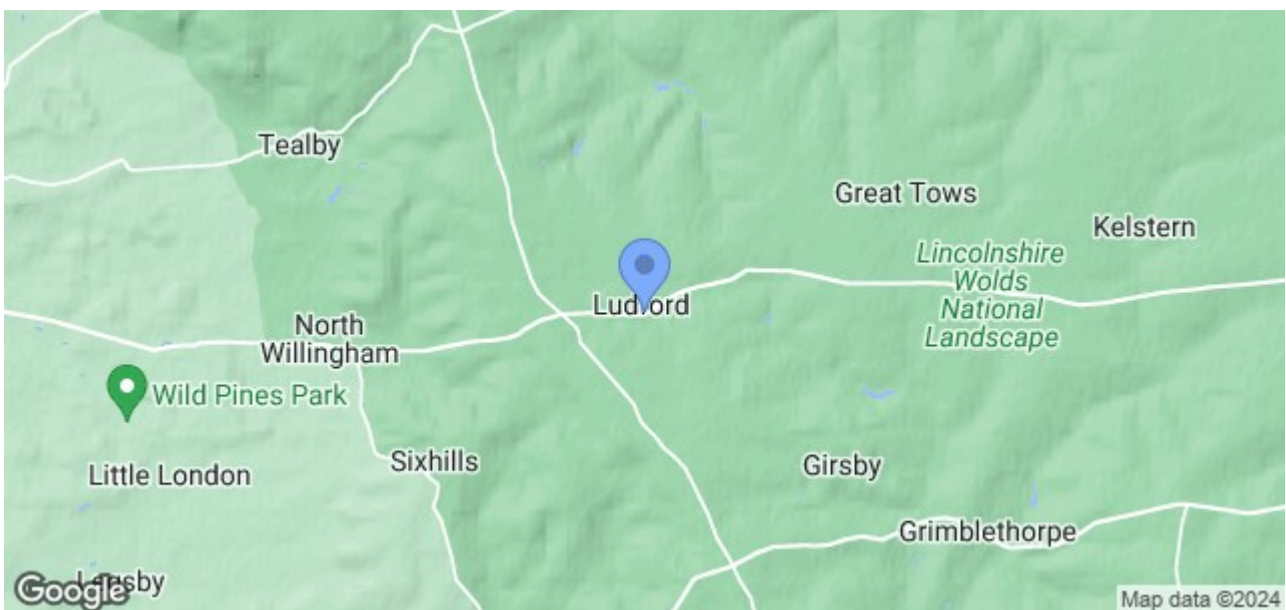 Tealby
Great Tows
Kelstern
Lincolnshire
Wolds
National
Landscape
Ludford
North
Willingham
Wild Pines Park
Sixhills
Girsby
Little London
Grimblethorpe
Google
Map data ©2024